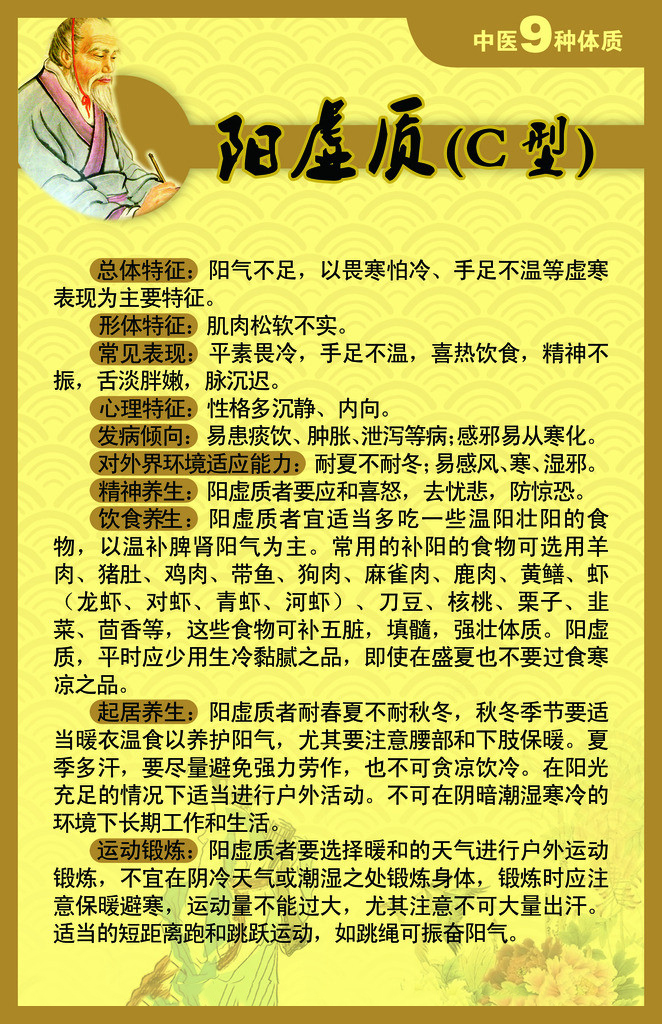 中医9种体质
阳虚质(C型)
总体特征：阳气不足，以畏寒怕冷、手足不温等虚寒
表现为主要特征。
形体特征：肌肉松软不实。
常见表现：平素畏冷，手足不温，喜热饮食，精神不
振，舌淡胖嫩，脉沉迟。
心理特征：性格多沉静、内向。
发病倾向：易患痰饮、肿胀、泄泻等病；感邪易从寒化。
对外界环境适应能力：耐夏不耐冬；易感风、寒、湿邪。
精神养生：阳虚质者要应和喜怒，去忧悲，防惊恐。
饮食养生：阳虚质者宜适当多吃一些温阳壮阳的食
物，以温补脾肾阳气为主。常用的补阳的食物可选用羊
肉、猪肚、鸡肉、带鱼、狗肉、麻雀肉、鹿肉、黄鳝、虾
（龙虾、对虾、青虾、河虾）、刀豆、核桃、栗子、韭
菜、茴香等，这些食物可补五脏，填髓，强壮体质。阳虚
质，平时应少用生冷黏腻之品，即使在盛夏也不要过食寒
凉之品。
起居养生：阳虚质者耐春夏不耐秋冬，秋冬季节要适
当暖衣温食以养护阳气，尤其要注意腰部和下肢保暖。夏
季多汗，要尽量避免强力劳作，也不可贪凉饮冷。在阳光
充足的情况下适当进行户外活动。不可在阴暗潮湿寒冷的
环境下长期工作和生活。
运动锻炼：阳虚质者要选择暖和的天气进行户外运动
锻炼，不宜在阴冷天气或潮湿之处锻炼身体，锻炼时应注
意保暖避寒，运动量不能过大，尤其注意不可大量出汗。
适当的短距离跑和跳跃运动，如跳绳可振奋阳气。